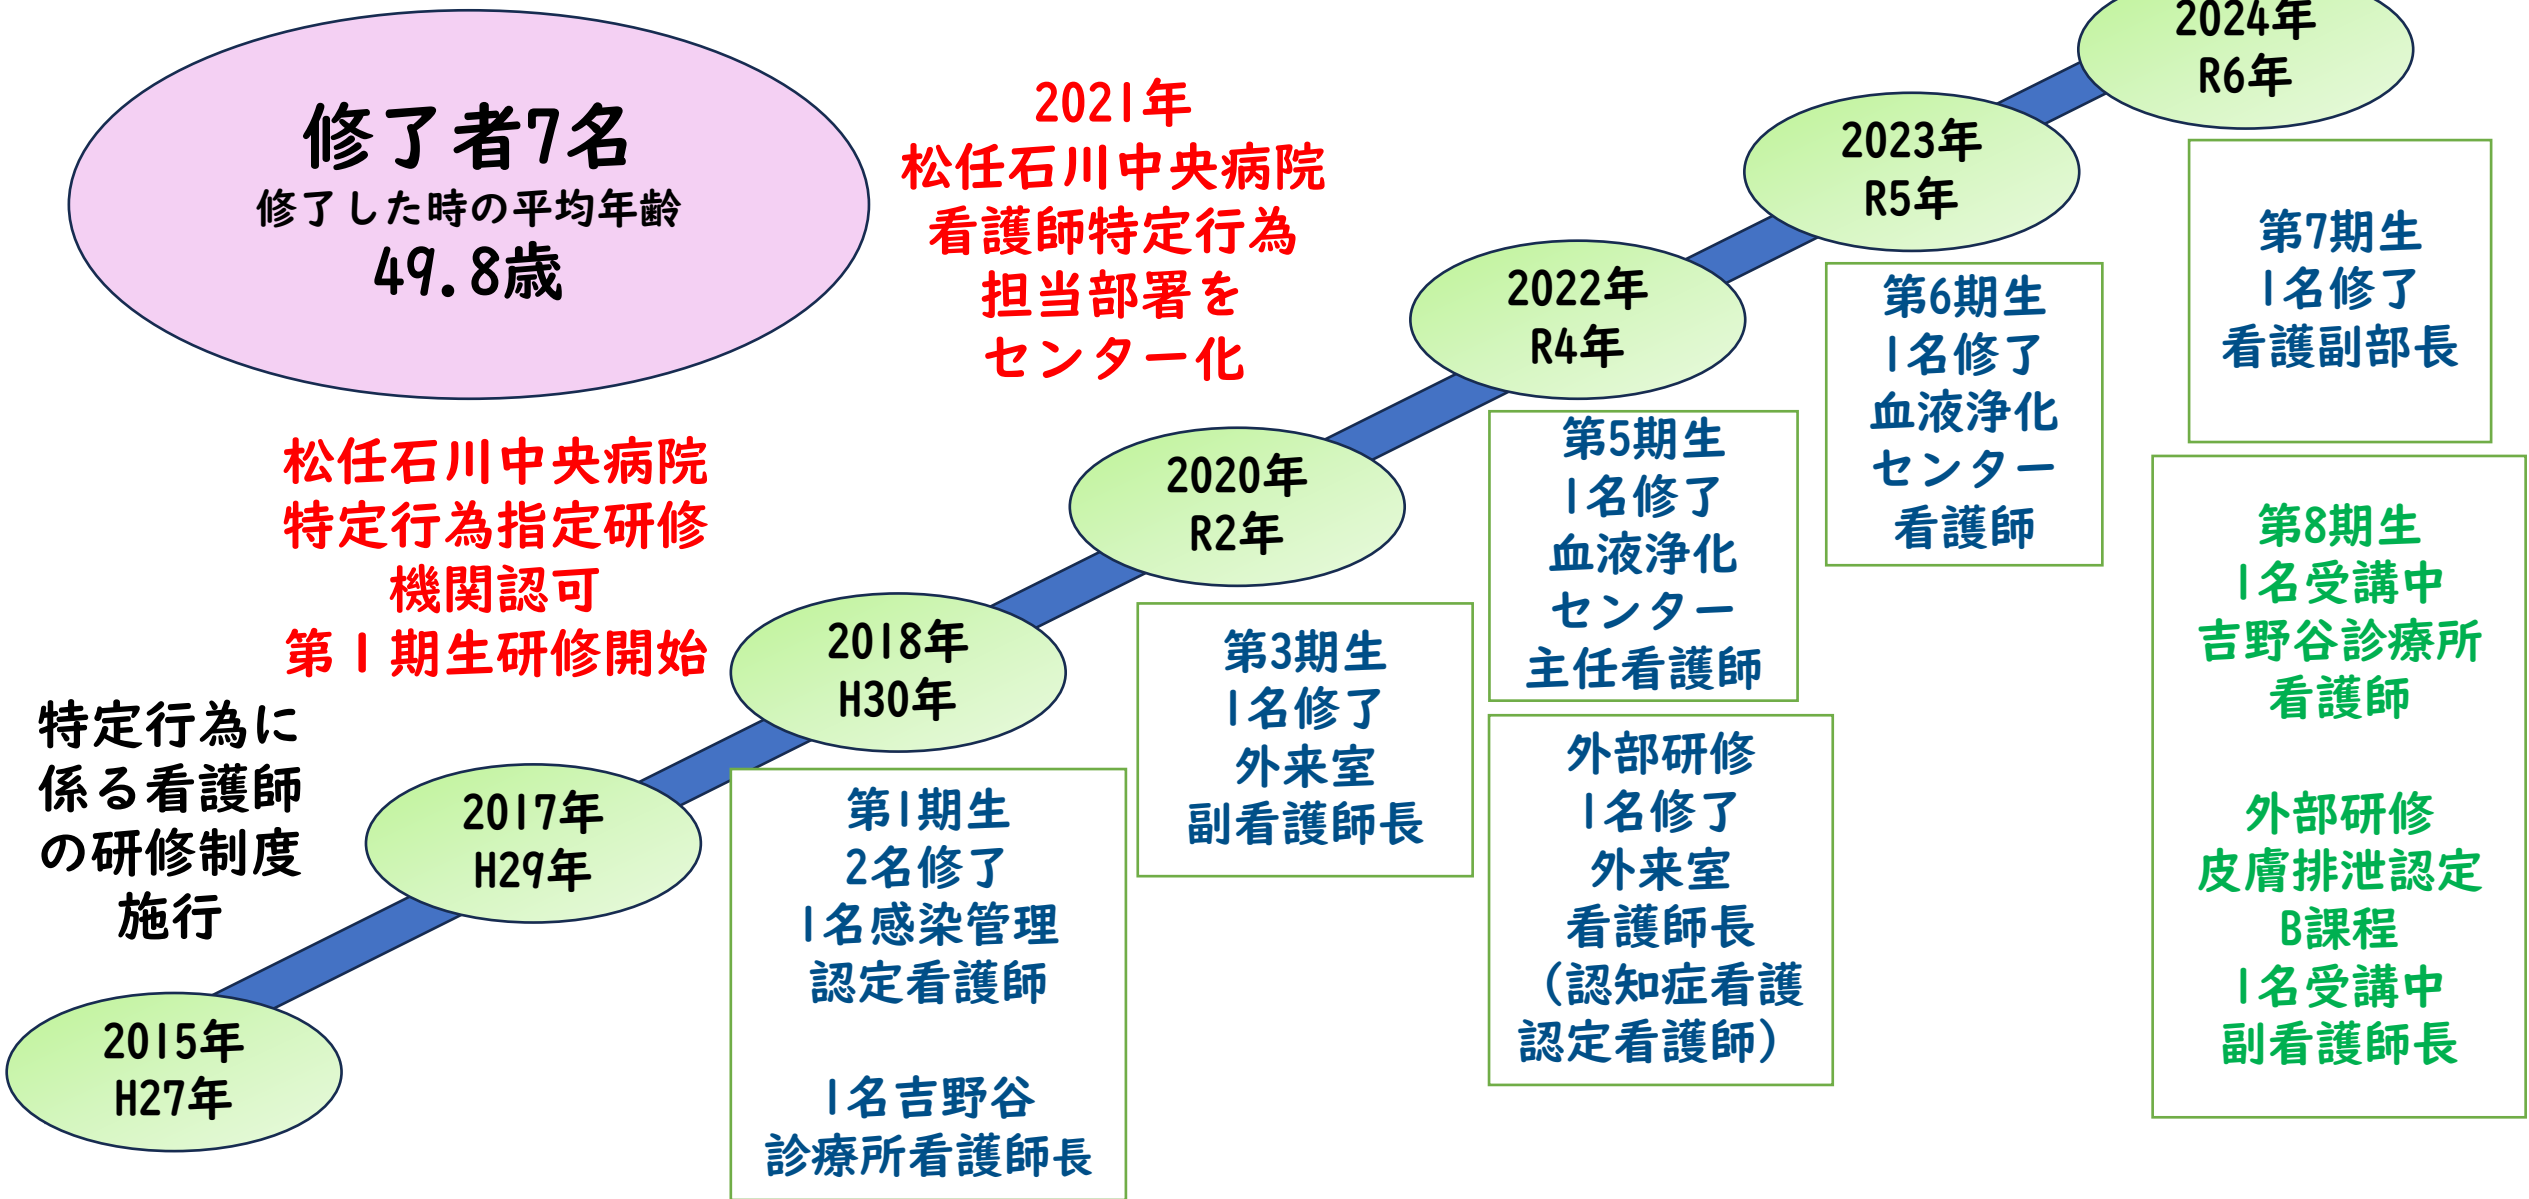 修了者7名
修了した時の平均年齢
49.8歳
2021年
松任石川中央病院
看護師特定行為
担当部署を
センター化
松任石川中央病院
特定行為指定研修
機関認可
第1期生研修開始
特定行為に
係る看護師
の研修制度
施行
2015年
H27年
2017年
H29年
2018年
H30年
第1期生
2名修了
1名感染管理
認定看護師
1名吉野谷
診療所看護師長
2020年
R2年
第3期生
1名修了
外来室
副看護師長
2022年
R4年
第5期生
1名修了
血液浄化
センター
主任看護師
外部研修
1名修了
外来室
看護師長
（認知症看護
認定看護師）
2023年
R5年
第6期生
1名修了
血液浄化
センター
看護師
2024年
R6年
第7期生
1名修了
看護副部長
第8期生
1名受講中
吉野谷診療所
看護師
外部研修
皮膚排泄認定
B課程
1名受講中
副看護師長